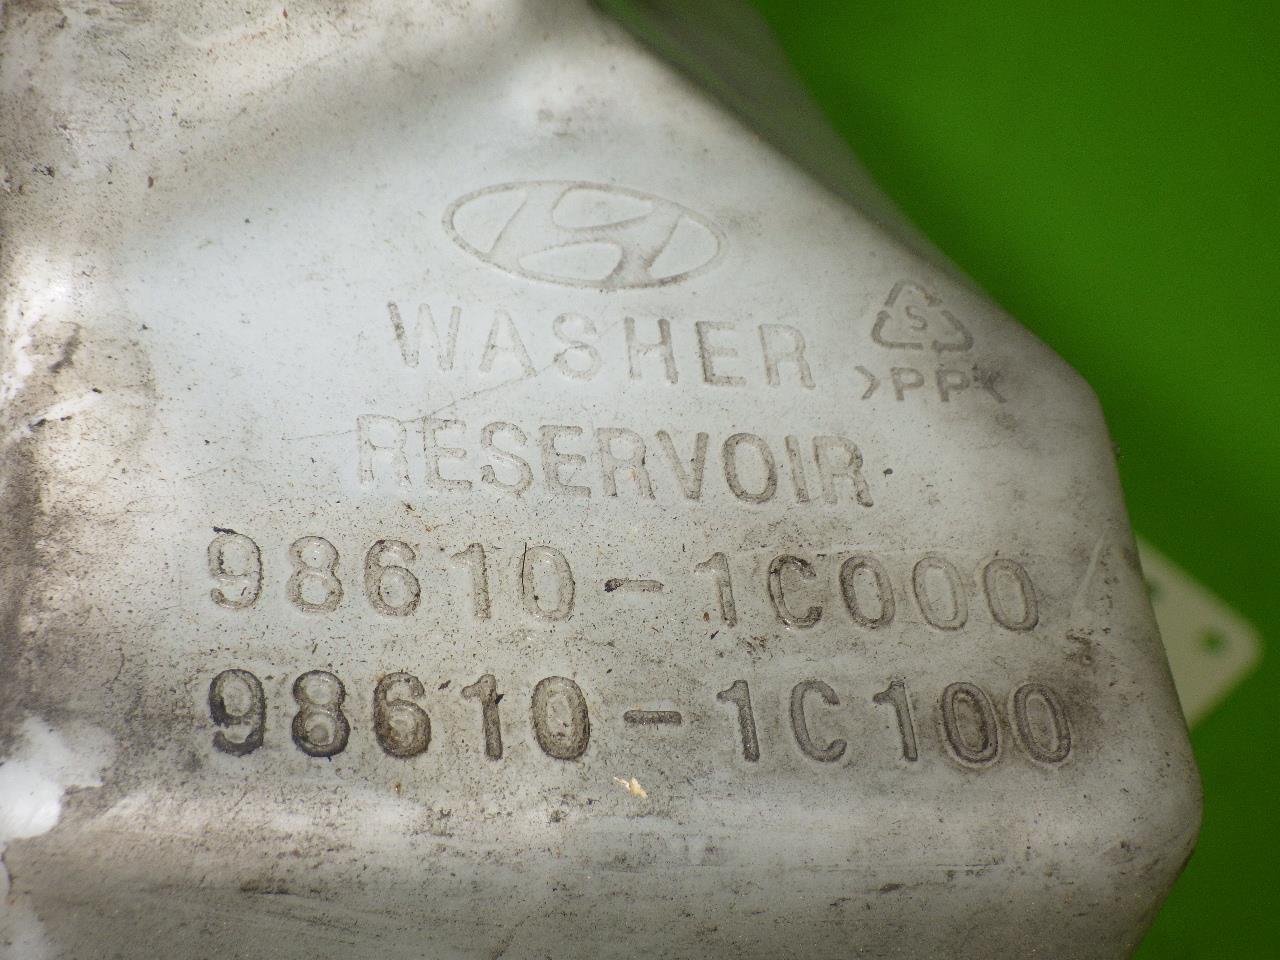 WASHER
RESERVOIR
S
>PP<
98610-1C000
98610-1C100